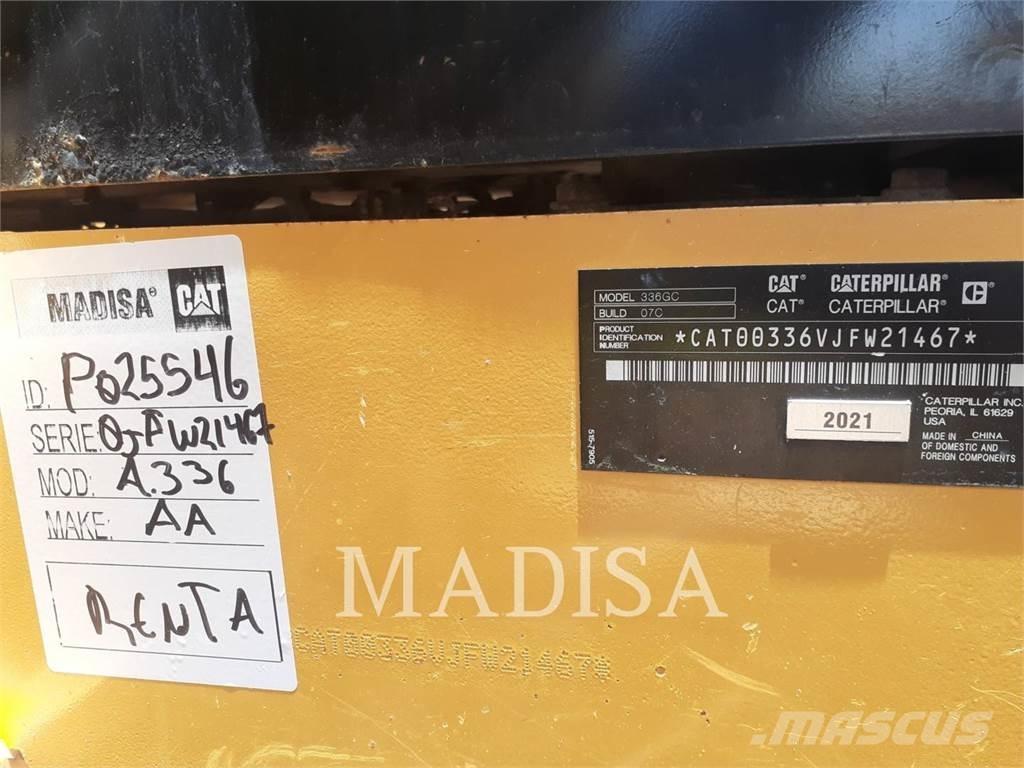 MADISA® CAT
ID: P025546
SERIE: 0JFW21467
MOD: A.336
MAKE: AA
RENTA
MODEL 336GC
BUILD 07C
CAT® CATERPILLAR®
CAT® CATERPILLAR®
PRODUCT IDENTIFICATION NUMBER *CAT00336VJFW21467*
2021
CATERPILLAR INC.
PEORIA, IL 61629
USA
MADE IN CHINA
OF DOMESTIC AND
FOREIGN COMPONENTS
515-7905
MADISA
CAT00336VJFW21467*
MASCUS